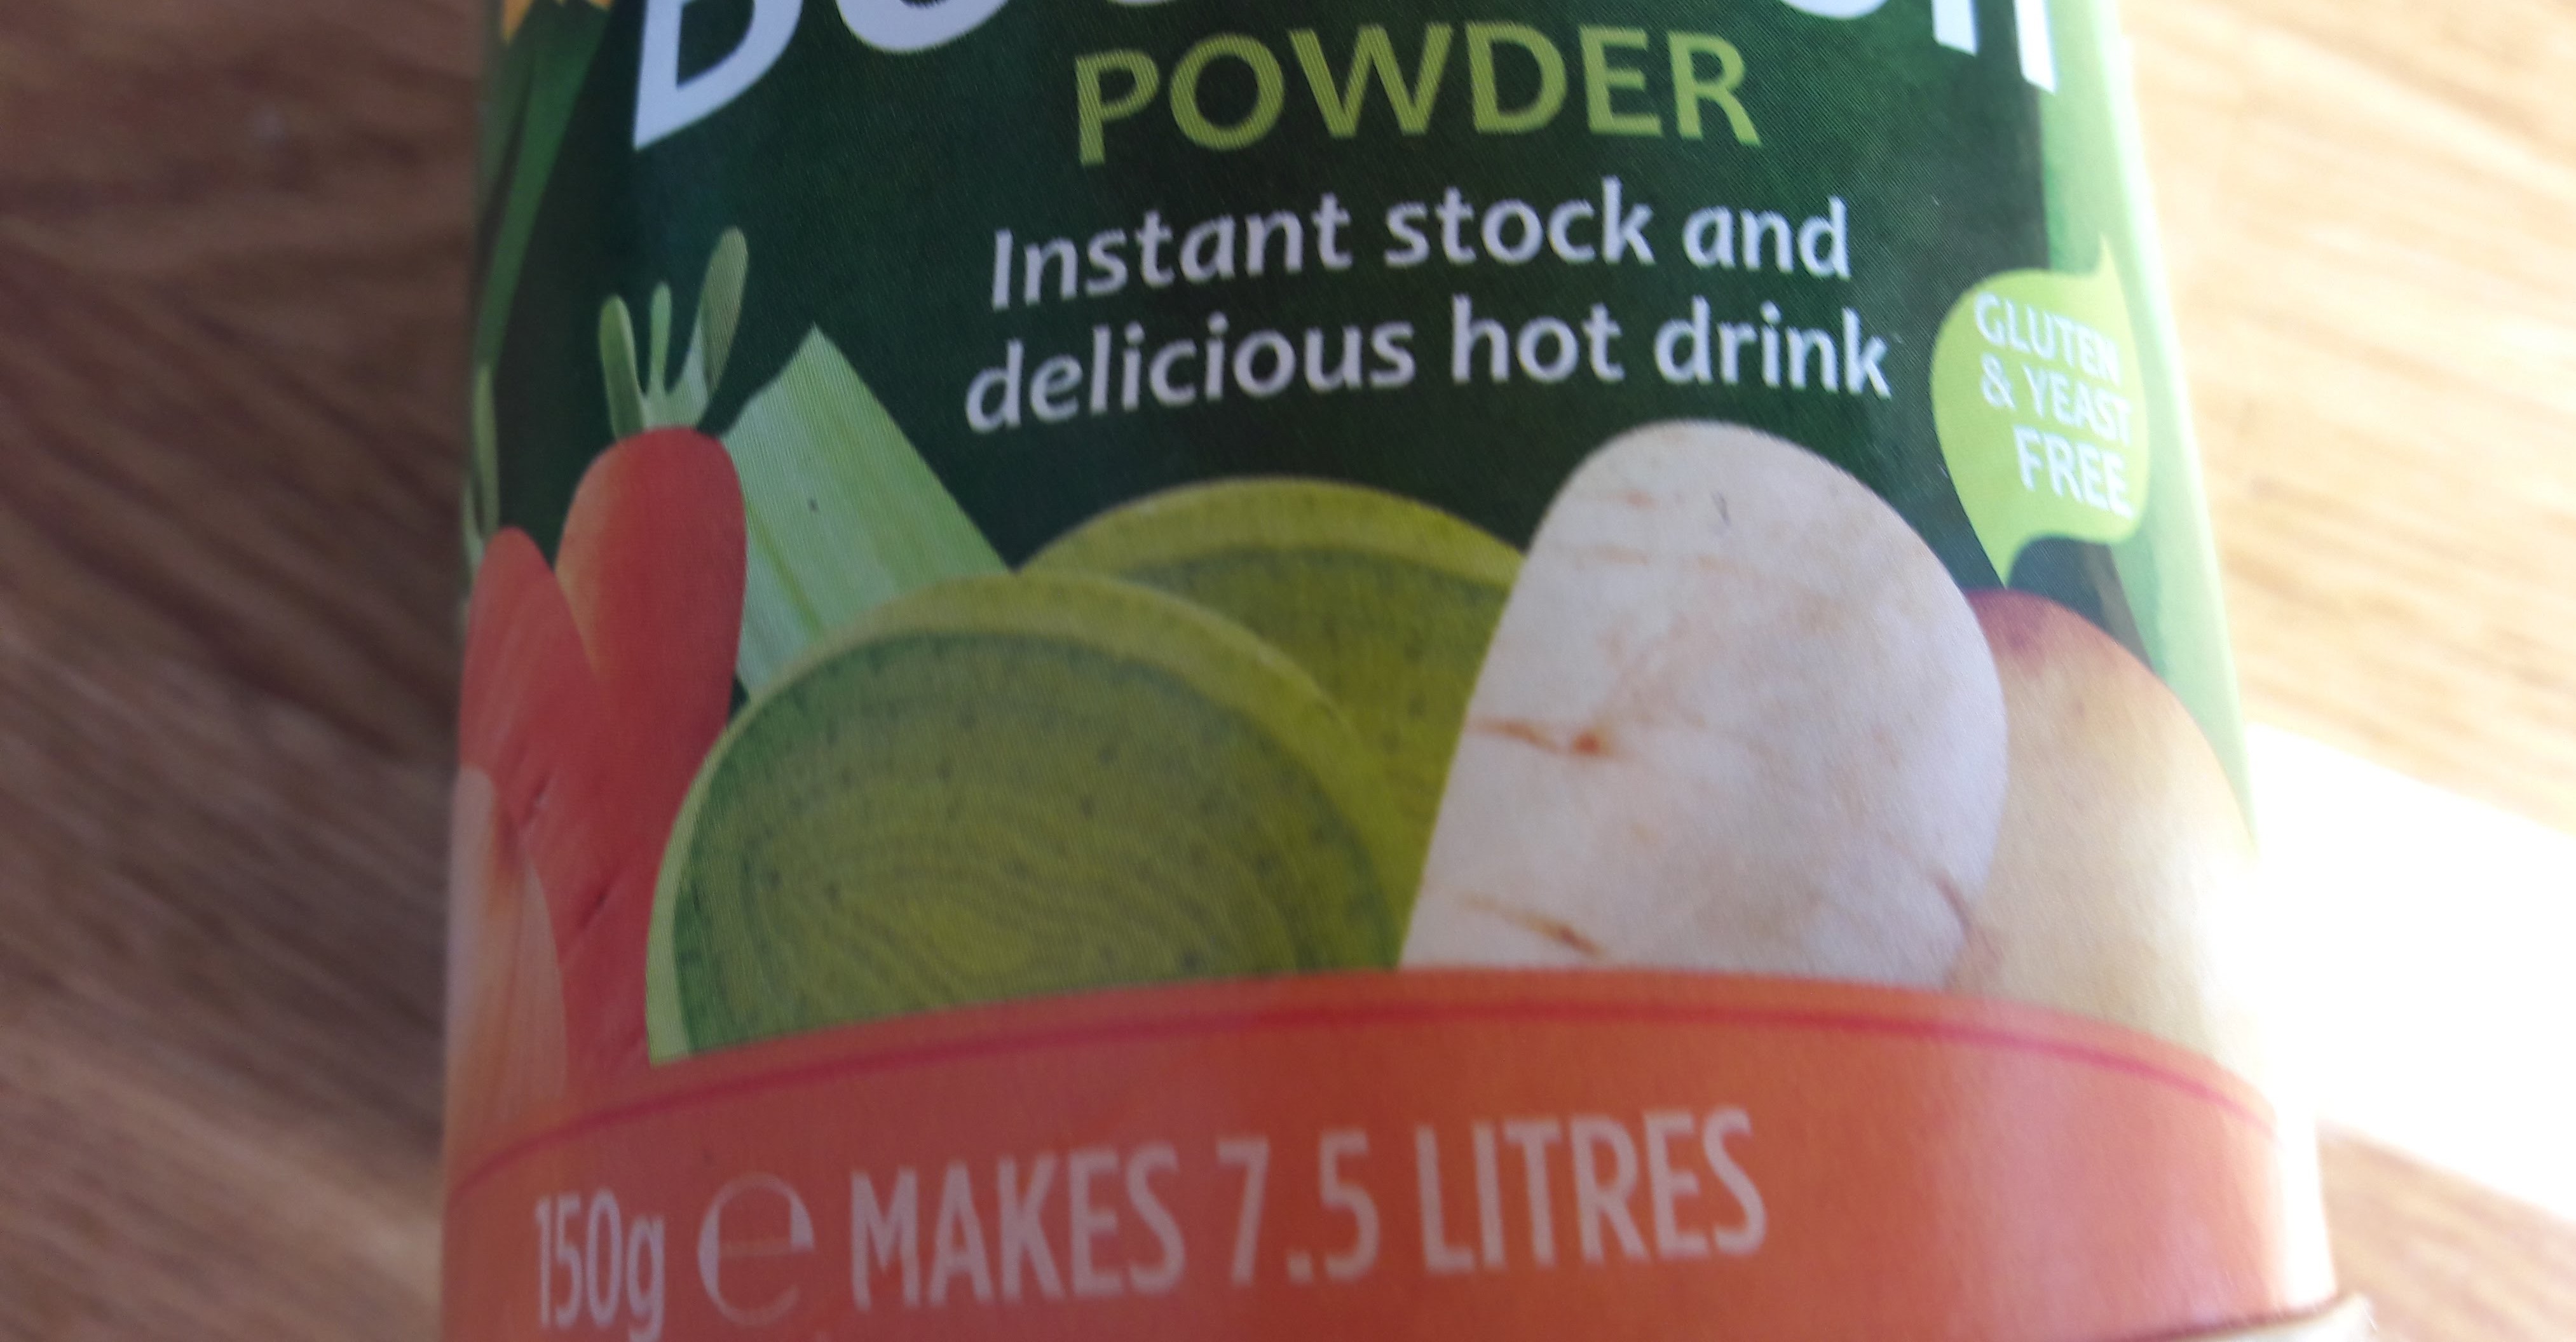 POWDER
Instant stock and
delicious hot drink
GLUTEN
& YEAST
FREE
150g ℮ MAKES 7.5 LITRES